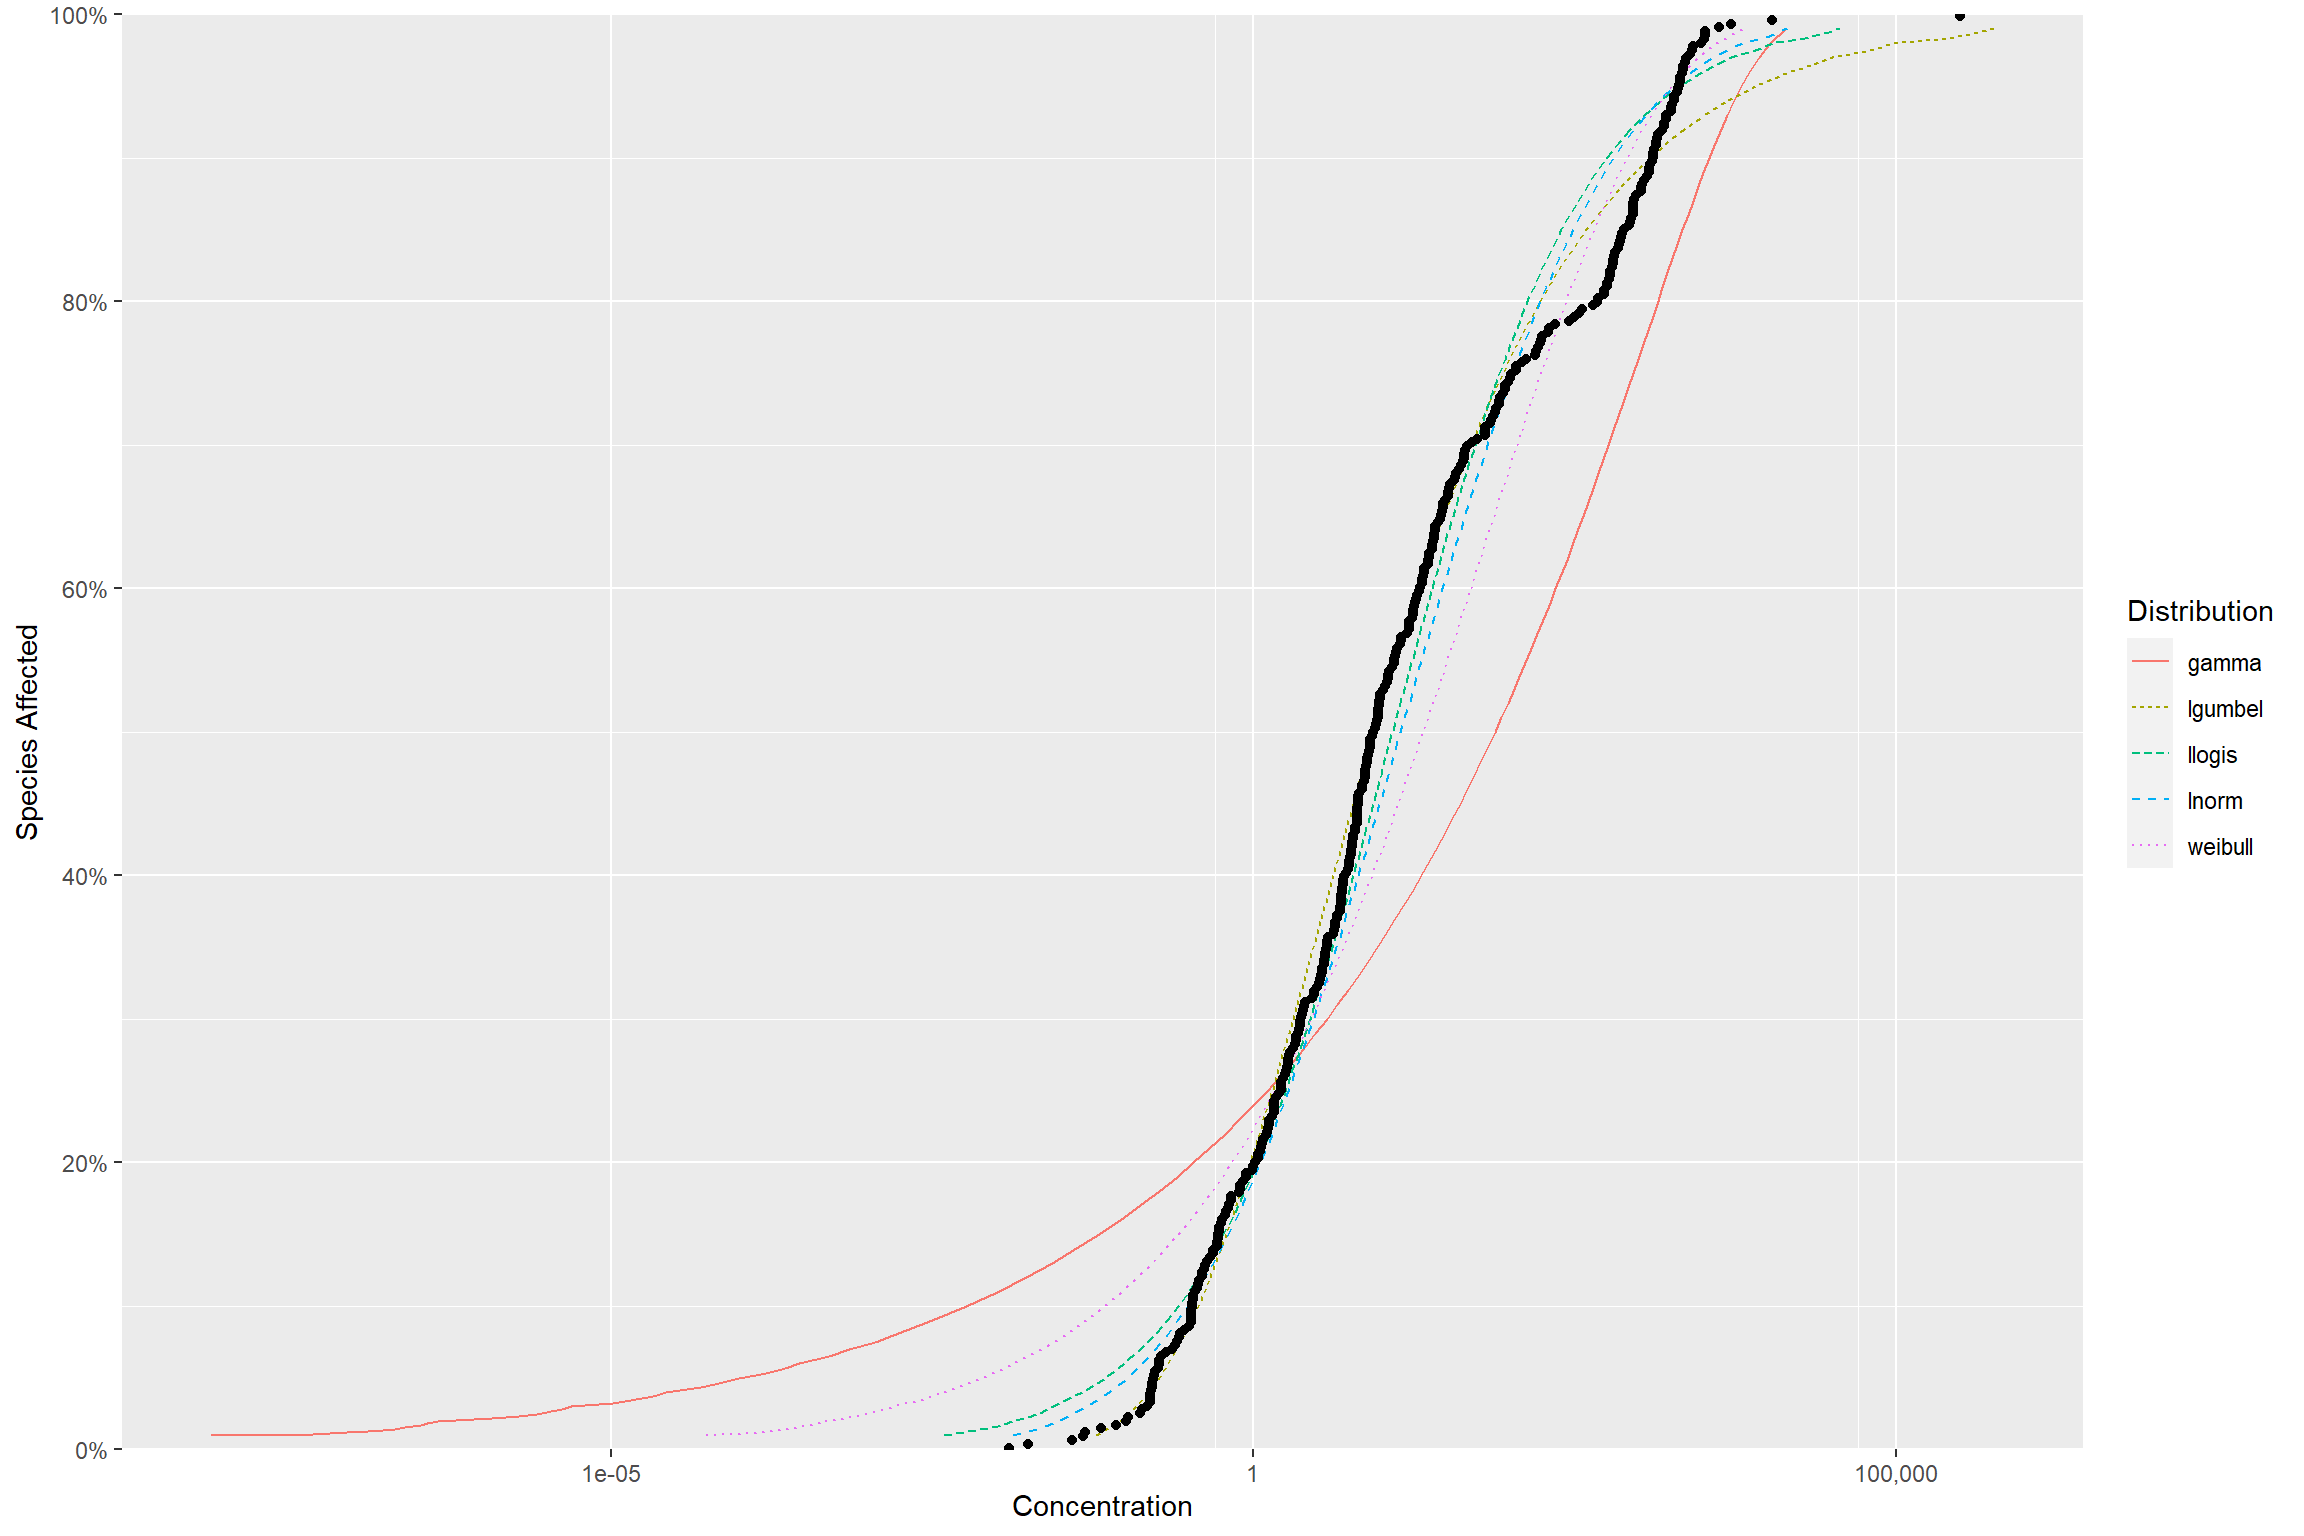 100%
80%
60%
40%
20%
0%
Species Affected
1e-05
1
100,000
Concentration
Distribution
gamma
lgumbel
llogis
lnorm
weibull